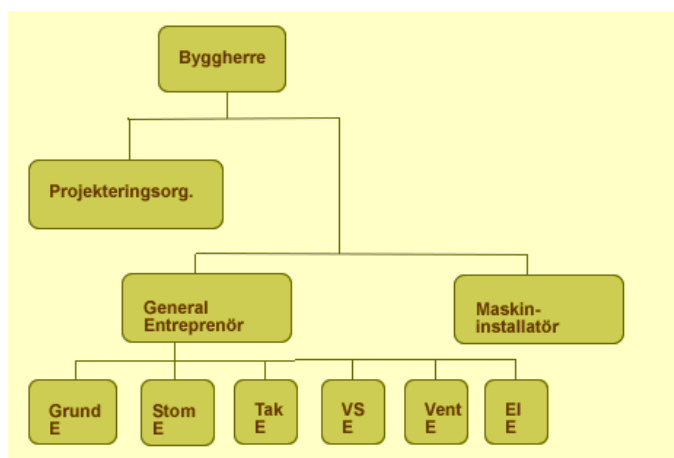 Byggherre
Projekteringsorg.
General
Entreprenör
Maskin-
installatör
Grund
E
Stom
E
Tak
E
VS
E
Vent
E
El
E